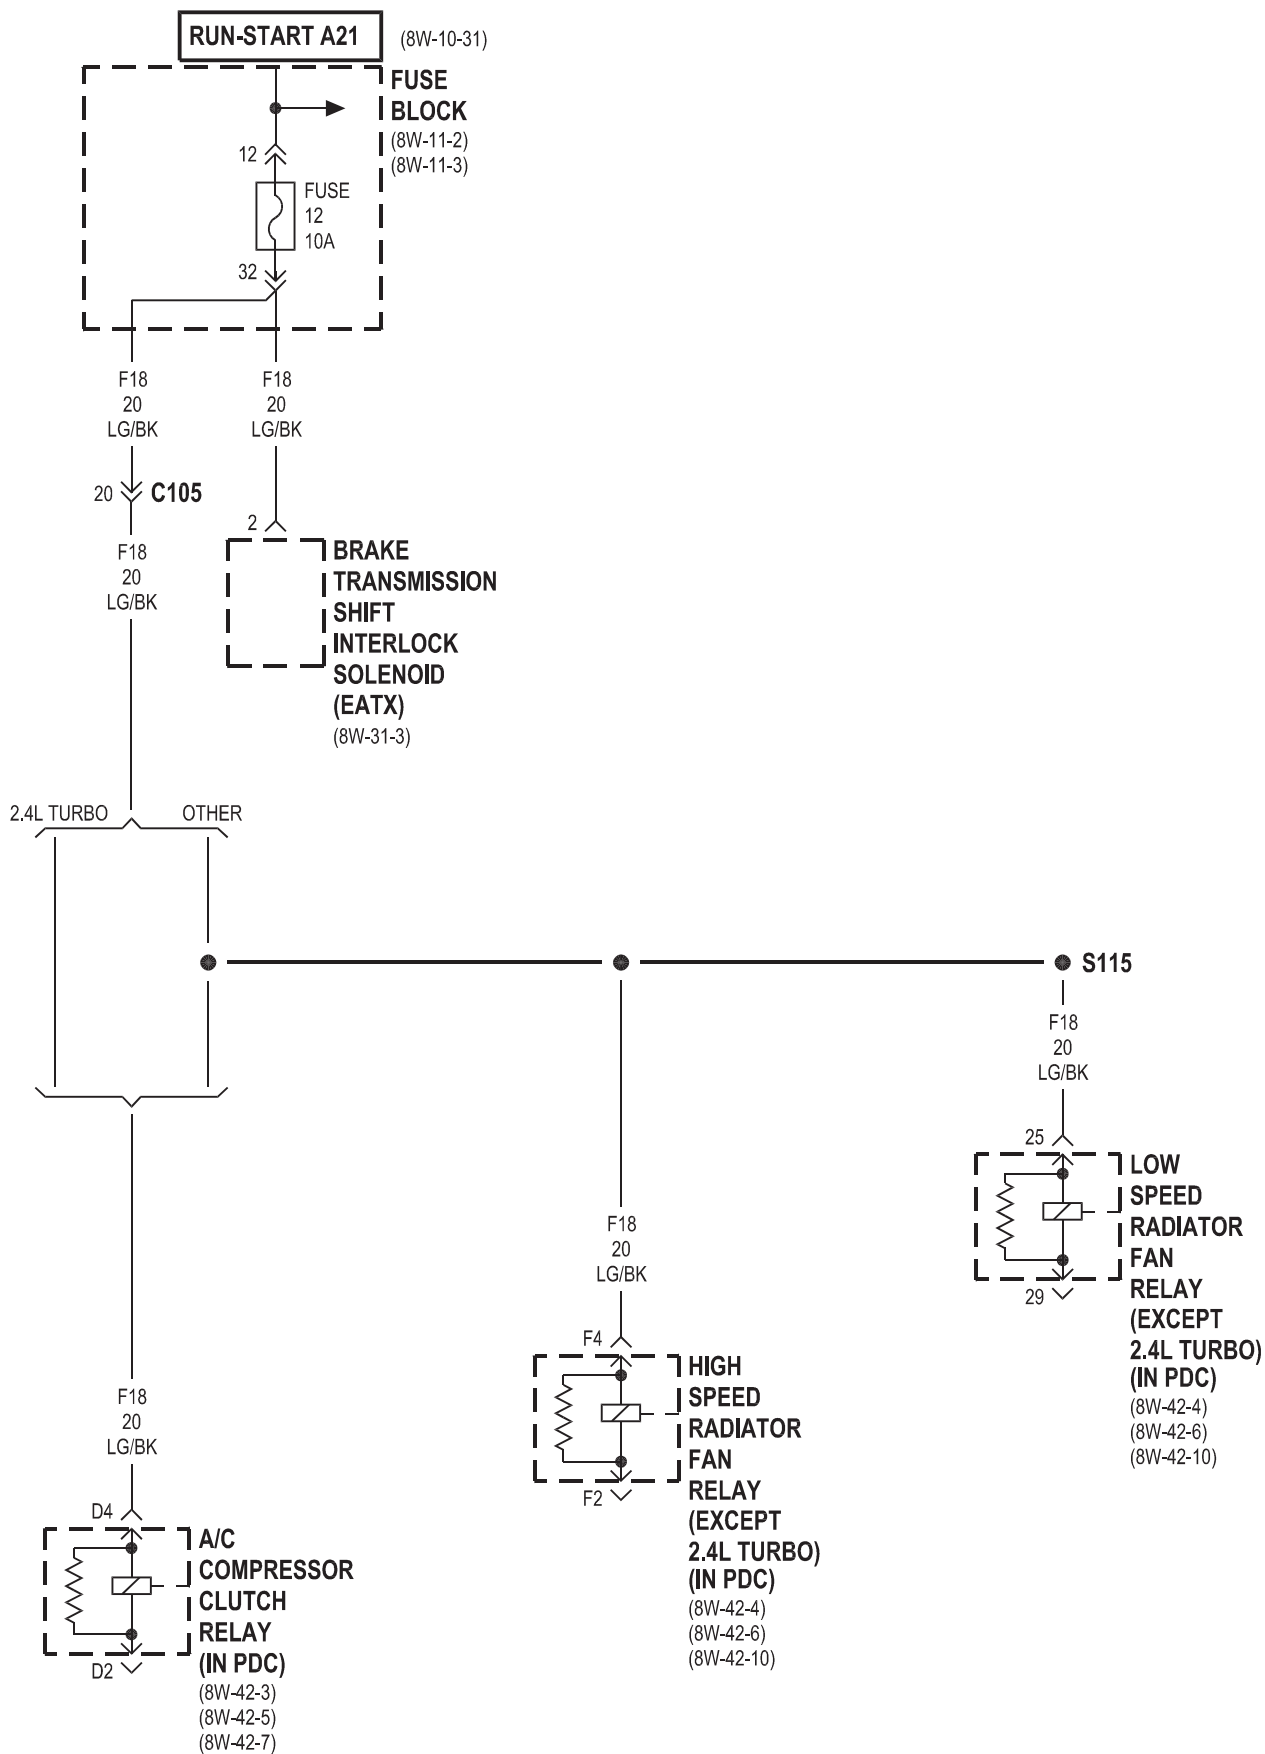 RUN-START A21
(8W-10-31)
FUSE
BLOCK
(8W-11-2)
(8W-11-3)
12
FUSE
12
10A
32
F18
20
LG/BK
F18
20
LG/BK
20
C105
F18
20
LG/BK
2
BRAKE
TRANSMISSION
SHIFT
INTERLOCK
SOLENOID
(EATX)
(8W-31-3)
2.4L TURBO
OTHER
S115
F18
20
LG/BK
25
LOW
SPEED
RADIATOR
FAN
RELAY
(EXCEPT
2.4L TURBO)
(IN PDC)
(8W-42-4)
(8W-42-6)
(8W-42-10)
29
F18
20
LG/BK
F4
HIGH
SPEED
RADIATOR
FAN
RELAY
(EXCEPT
2.4L TURBO)
(IN PDC)
(8W-42-4)
(8W-42-6)
(8W-42-10)
F2
F18
20
LG/BK
D4
A/C
COMPRESSOR
CLUTCH
RELAY
(IN PDC)
(8W-42-3)
(8W-42-5)
(8W-42-7)
D2